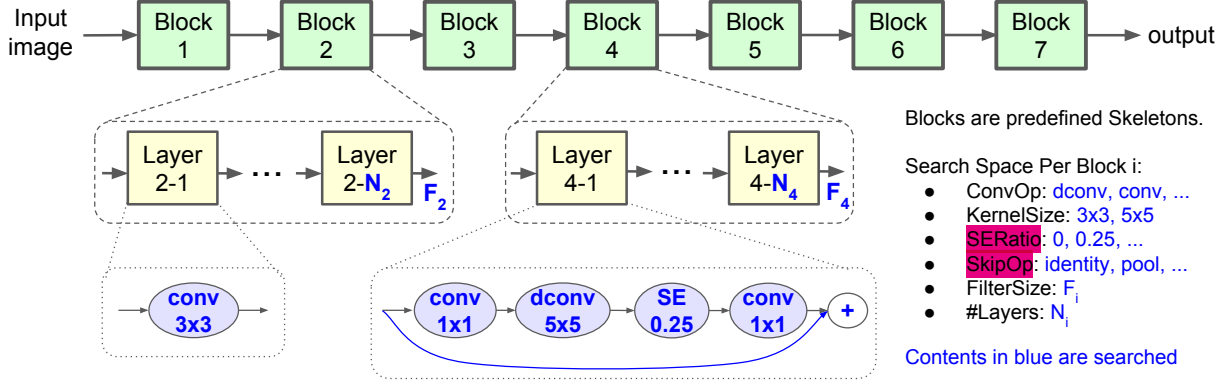 Input image
Block 1
Block 2
Block 3
Block 4
Block 5
Block 6
Block 7
output
Layer 2-1
...
Layer 2-N2
F2
Layer 4-1
...
Layer 4-N4
F4
conv 3x3
conv 1x1
dconv 5x5
SE 0.25
conv 1x1
+
Blocks are predefined Skeletons.
Search Space Per Block i:
● ConvOp: dconv, conv, ...
● KernelSize: 3x3, 5x5
● SERatio: 0, 0.25, ...
● SkipOp: identity, pool, ...
● FilterSize: Fi
● #Layers: Ni
Contents in blue are searched